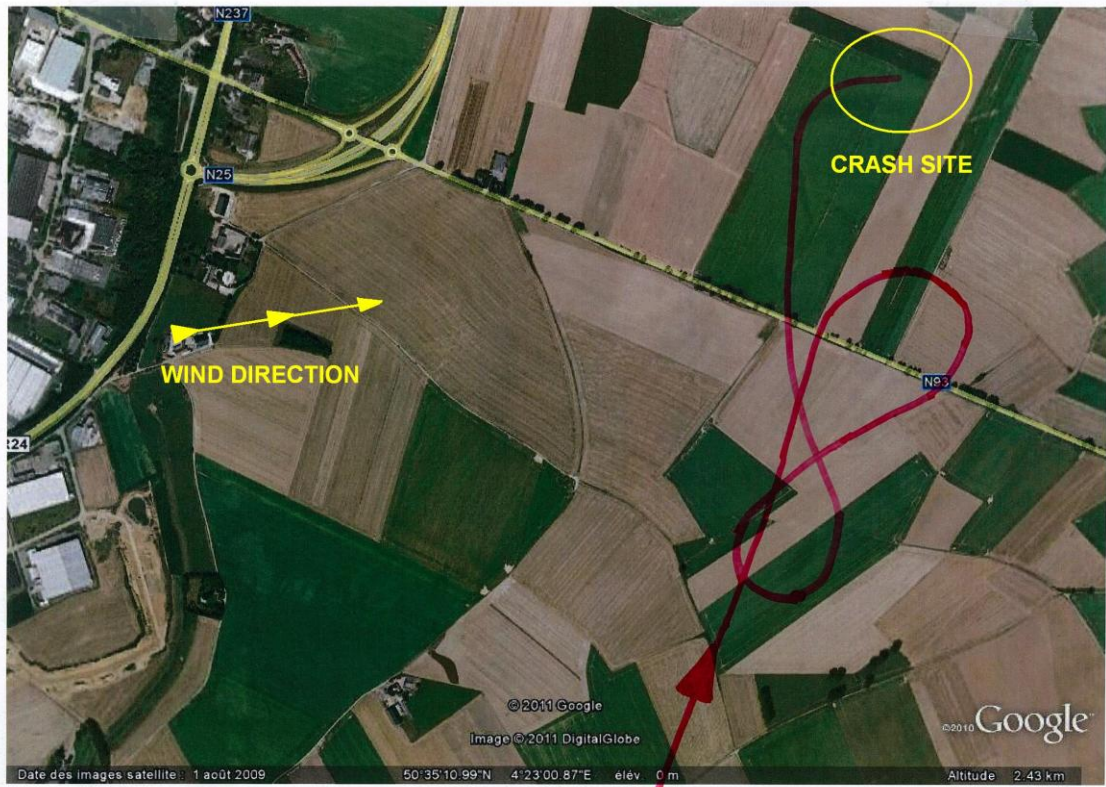 N237
CRASH SITE
N25
WIND DIRECTION
N93
R24
© 2011 Google
Image © 2011 DigitalGlobe
©2010 Google
Date des images satellite : 1 août 2009 50°35'10.99"N 4°23'00.87"E élév. 0 m Altitude 2.43 km